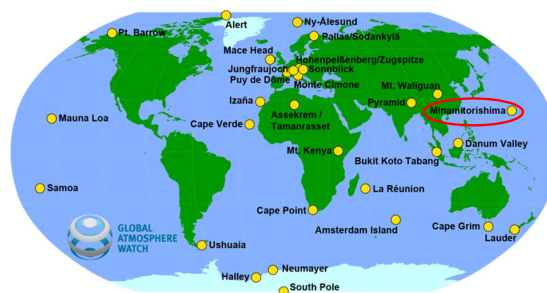 Alert
Ny-Ålesund
Pt. Barrow
Pallas/Sodankylä
Mace Head
Hohenpeißenberg/Zugspitze
Jungfraujoch
Sonnblick
Puy de Dôme
Monte Cimone
Mt. Waliguan
Izaña
Pyramid
Minamitorishima
Assekrem /
Tamanrasset
Mauna Loa
Cape Verde
Danum Valley
Mt. Kenya
Bukit Koto Tabang
Samoa
La Réunion
Cape Point
Amsterdam Island
Cape Grim
Lauder
GLOBAL
ATMOSPHERE
WATCH
Ushuaia
Neumayer
Halley
South Pole